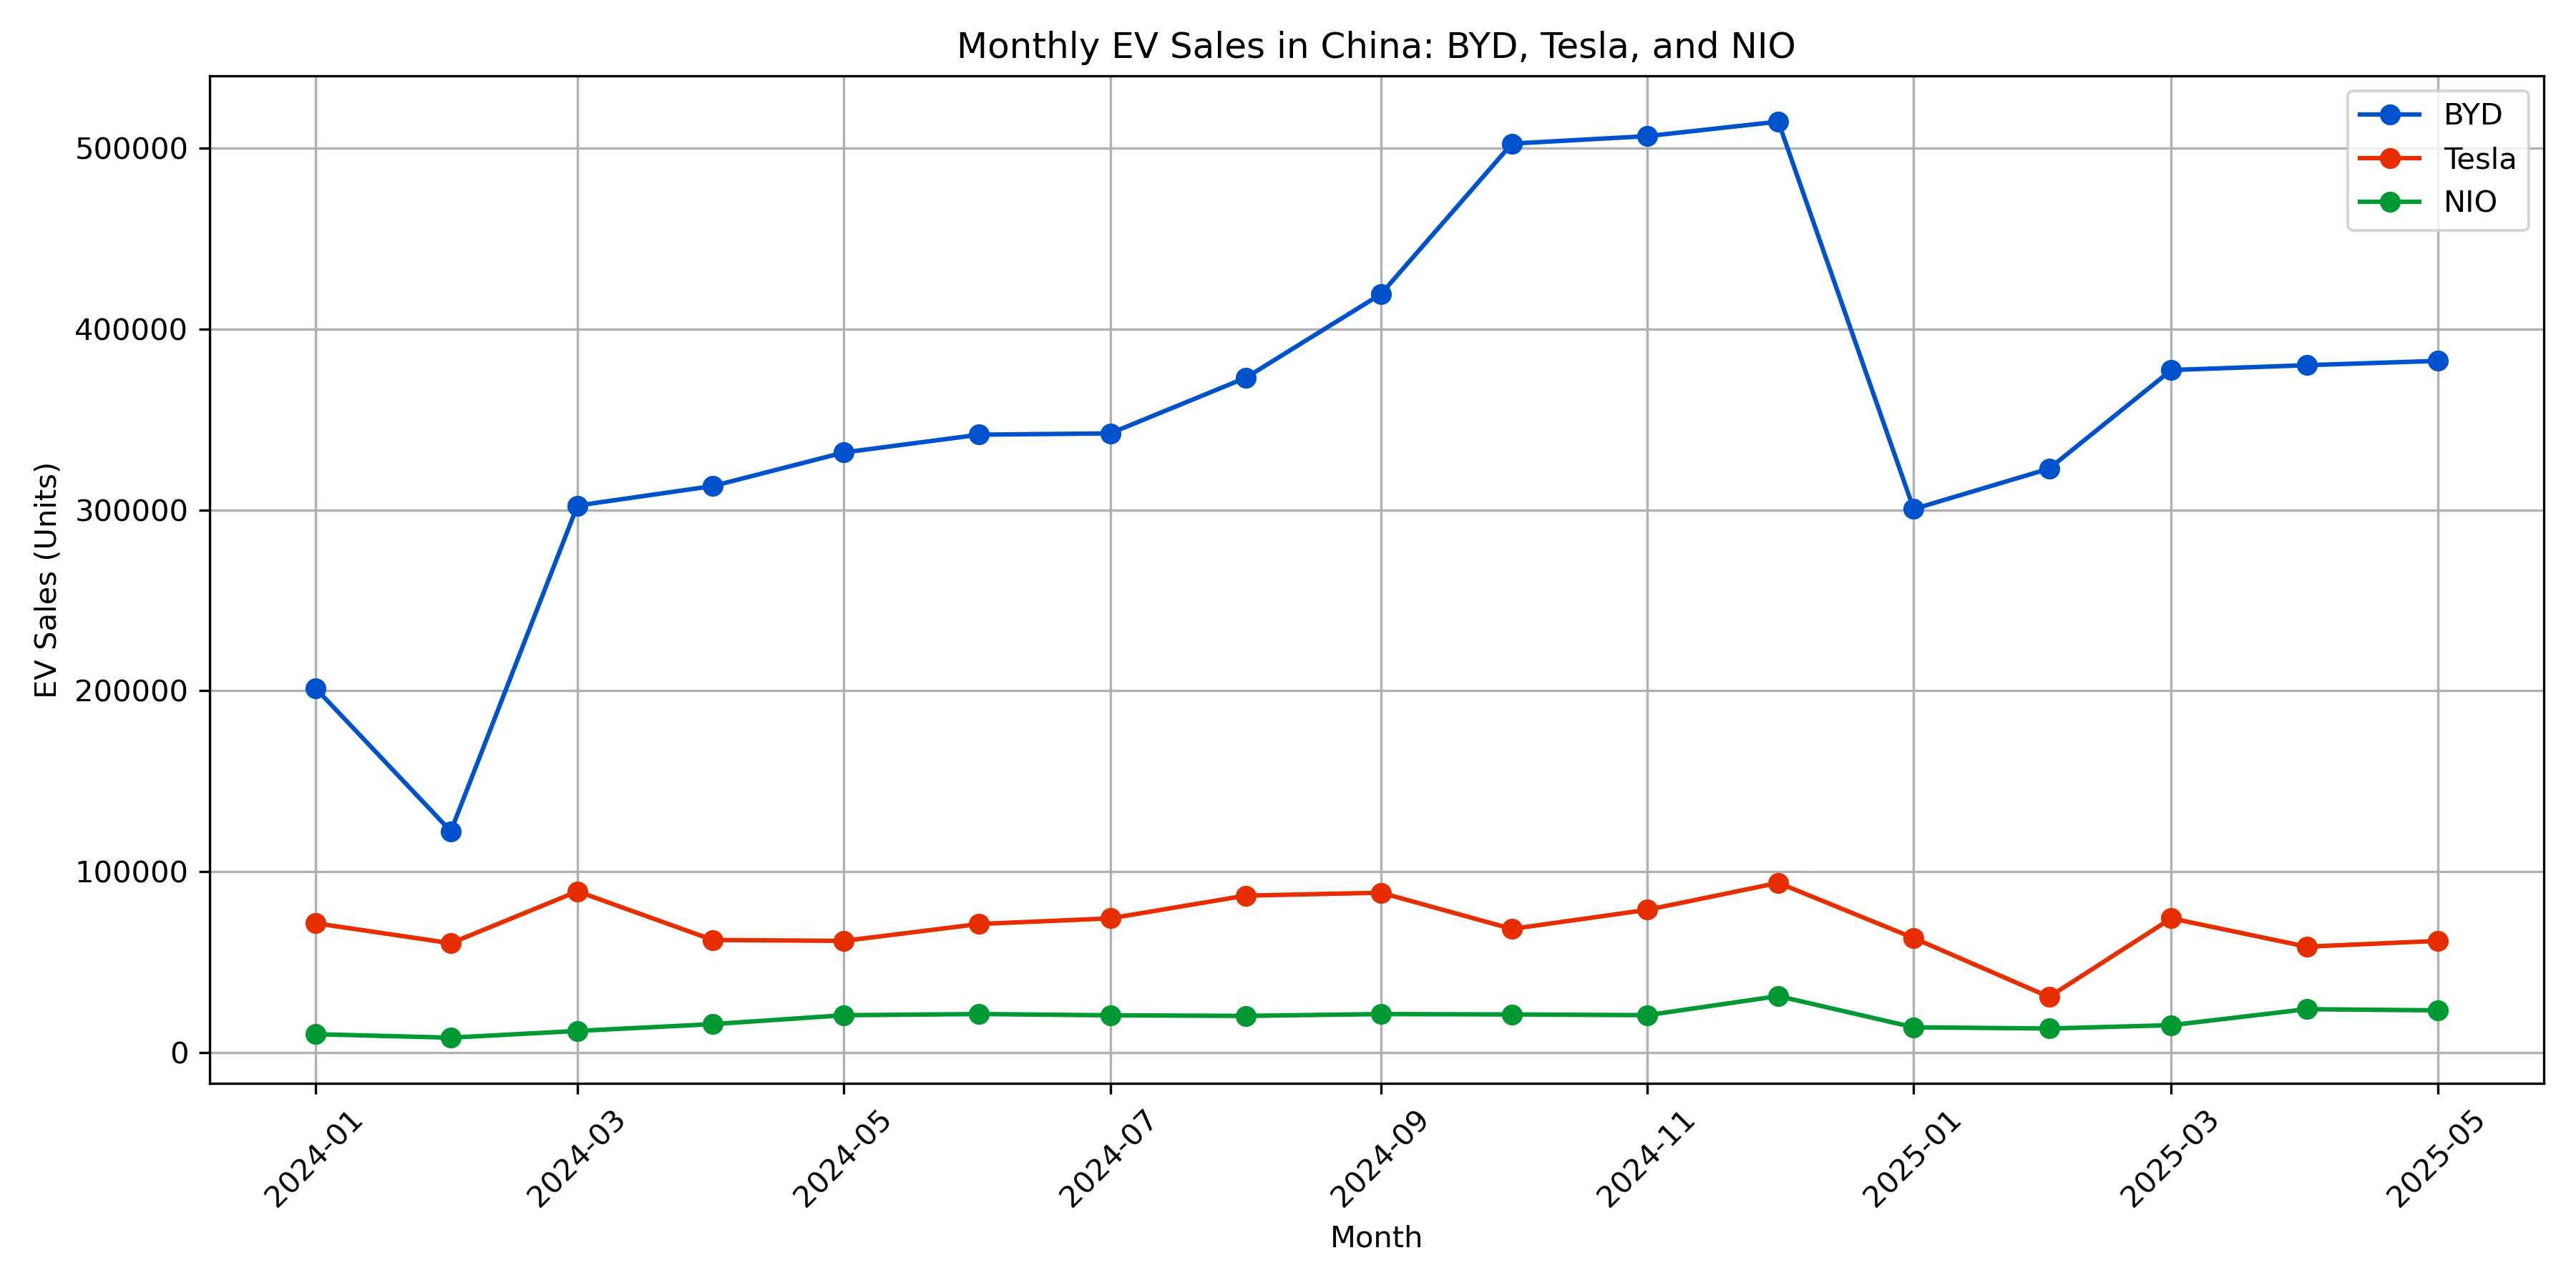 Monthly EV Sales in China: BYD, Tesla, and NIO
BYD
Tesla
NIO
EV Sales (Units)
500000
400000
300000
200000
100000
0
2024-01
2024-03
2024-05
2024-07
2024-09
2024-11
2025-01
2025-03
2025-05
Month